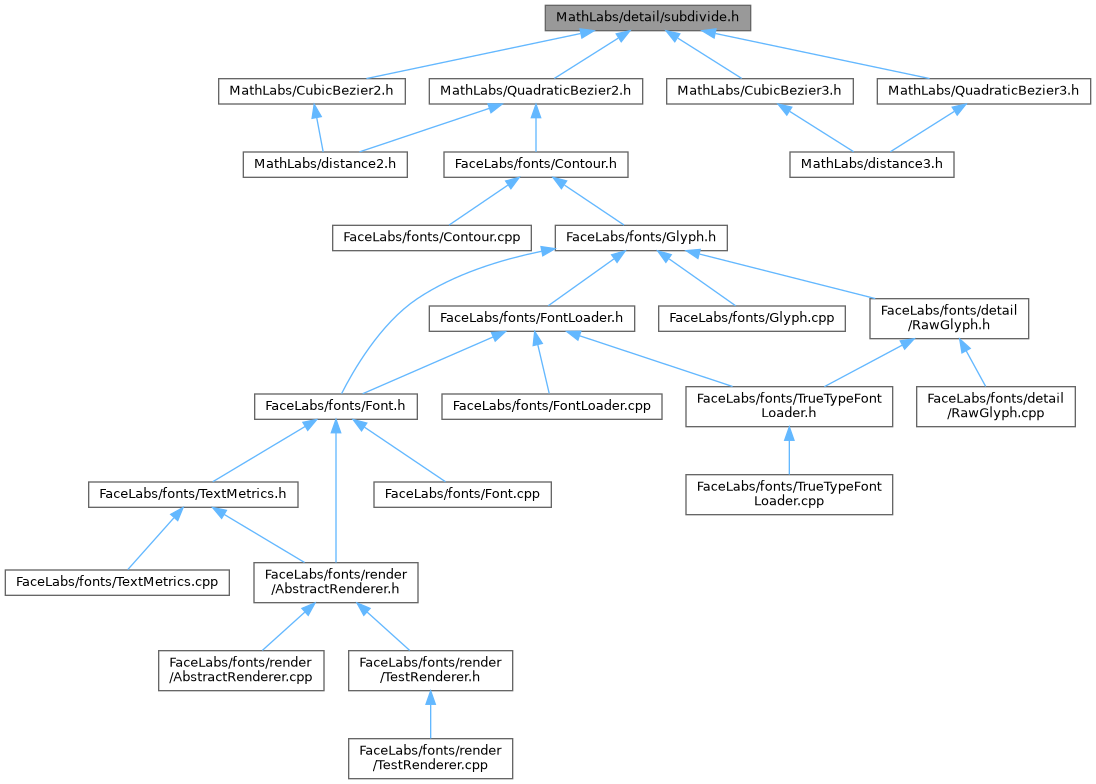 MathLabs/detail/subdivide.h
MathLabs/CubicBezier2.h
MathLabs/QuadraticBezier2.h
MathLabs/CubicBezier3.h
MathLabs/QuadraticBezier3.h
MathLabs/distance2.h
FaceLabs/fonts/Contour.h
MathLabs/distance3.h
FaceLabs/fonts/Contour.cpp
FaceLabs/fonts/Glyph.h
FaceLabs/fonts/FontLoader.h
FaceLabs/fonts/Glyph.cpp
FaceLabs/fonts/detail
/RawGlyph.h
FaceLabs/fonts/Font.h
FaceLabs/fonts/FontLoader.cpp
FaceLabs/fonts/TrueTypeFont
Loader.h
FaceLabs/fonts/detail
/RawGlyph.cpp
FaceLabs/fonts/TextMetrics.h
FaceLabs/fonts/Font.cpp
FaceLabs/fonts/TrueTypeFont
Loader.cpp
FaceLabs/fonts/TextMetrics.cpp
FaceLabs/fonts/render
/AbstractRenderer.h
FaceLabs/fonts/render
/AbstractRenderer.cpp
FaceLabs/fonts/render
/TestRenderer.h
FaceLabs/fonts/render
/TestRenderer.cpp